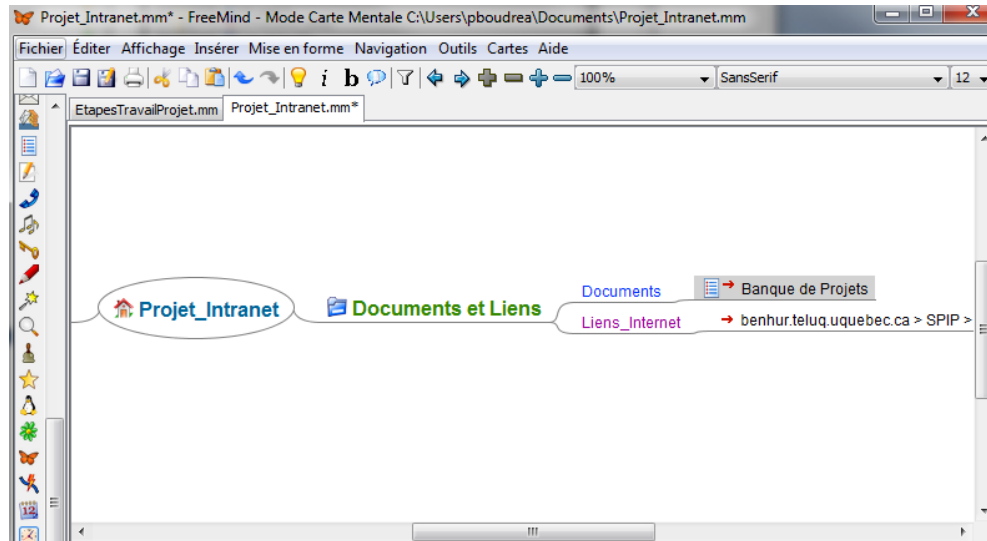 Projet_Intranet.mm* - FreeMind - Mode Carte Mentale C:\Users\pboudrea\Documents\Projet_Intranet.mm
Fichier Éditer Affichage Insérer Mise en forme Navigation Outils Cartes Aide
i b 100% SansSerif 12
EtapesTravailProjet.mm Projet_Intranet.mm*
Documents Banque de Projets
Projet_Intranet Documents et Liens
Liens_Internet benhur.teluq.uquebec.ca > SPIP >
12